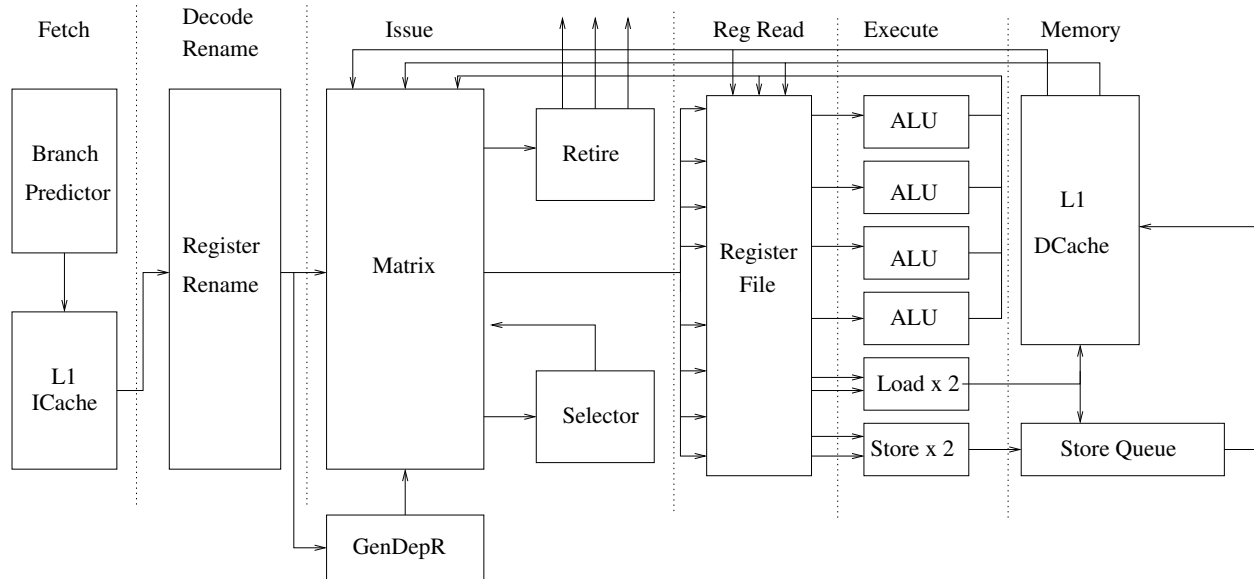 Fetch
Decode
Rename
Issue
Reg Read
Execute
Memory
Branch
Predictor
L1
ICache
Register
Rename
Matrix
GenDepR
Retire
Selector
Register
File
ALU
ALU
ALU
ALU
Load x 2
Store x 2
L1
DCache
Store Queue